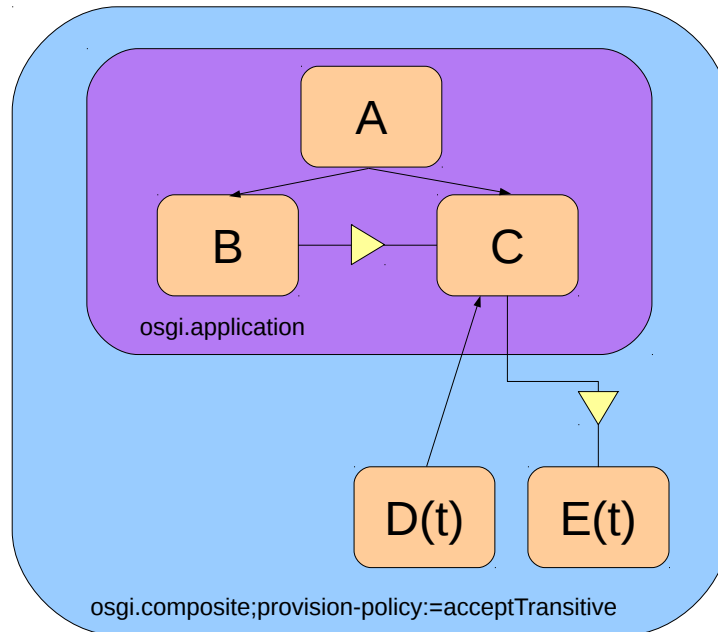 A
B
C
osgi.application
D(t)
E(t)
osgi.composite;provision-policy:=acceptTransitive